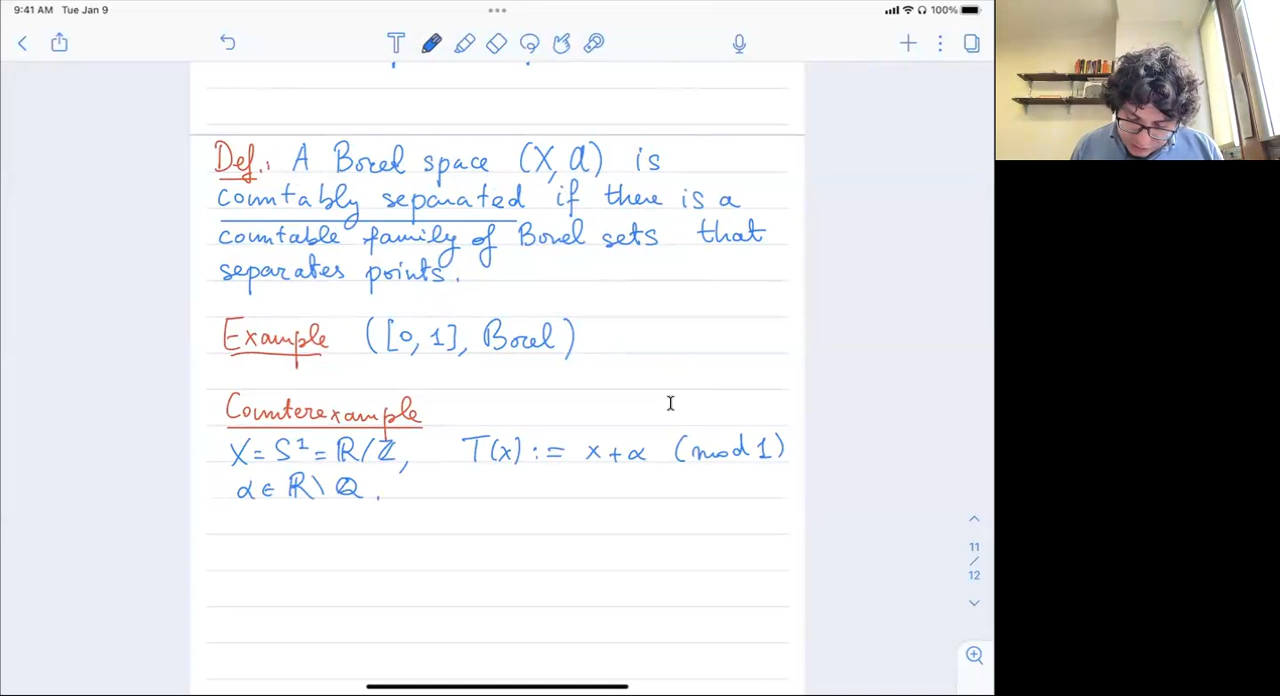 9:41 AM Tue Jan 9
100%
Def.: A Borel space (X, a) is
countably separated if there is a
countable family of Borel sets that
separates points.
Example ([0, 1], Borel)
Counterexample
X = S¹ = ℝ/ℤ, T(x) := x + α (mod 1)
α ∈ ℝ \ ℚ.
11
/
12